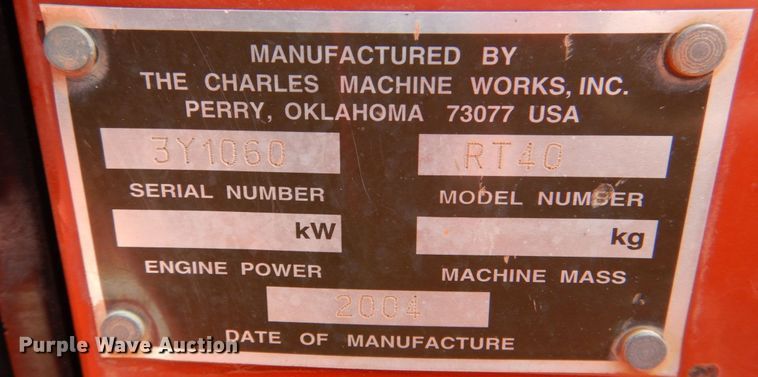 MANUFACTURED BY
THE CHARLES MACHINE WORKS, INC.
PERRY, OKLAHOMA 73077 USA
3Y1060 RT40
SERIAL NUMBER MODEL NUMBER
kW kg
ENGINE POWER MACHINE MASS
2004
DATE OF MANUFACTURE
Purple Wave Auction